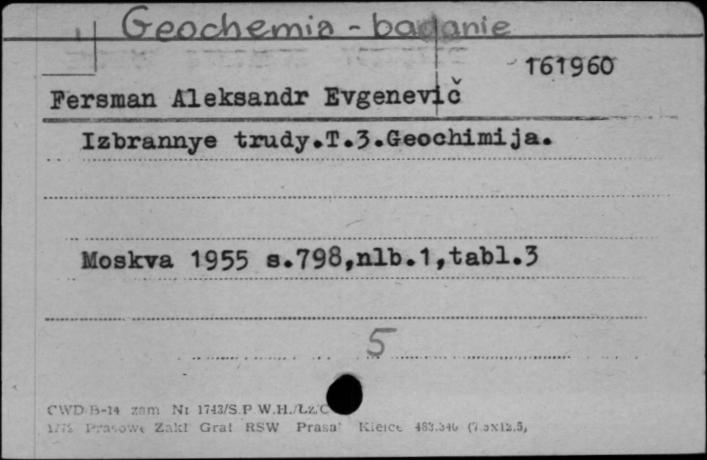 Geochemia - badanie
161960
Fersman Aleksandr Evgenevič
Izbrannye trudy.T.3.Geochimija.
Moskva 1955 s.798,nlb.1,tabl.3
5
CWD B-14 zam Nr 1743/S.P.W.H./Lz/C
Prasowe Zakł Graf RSW Prasa Kielce